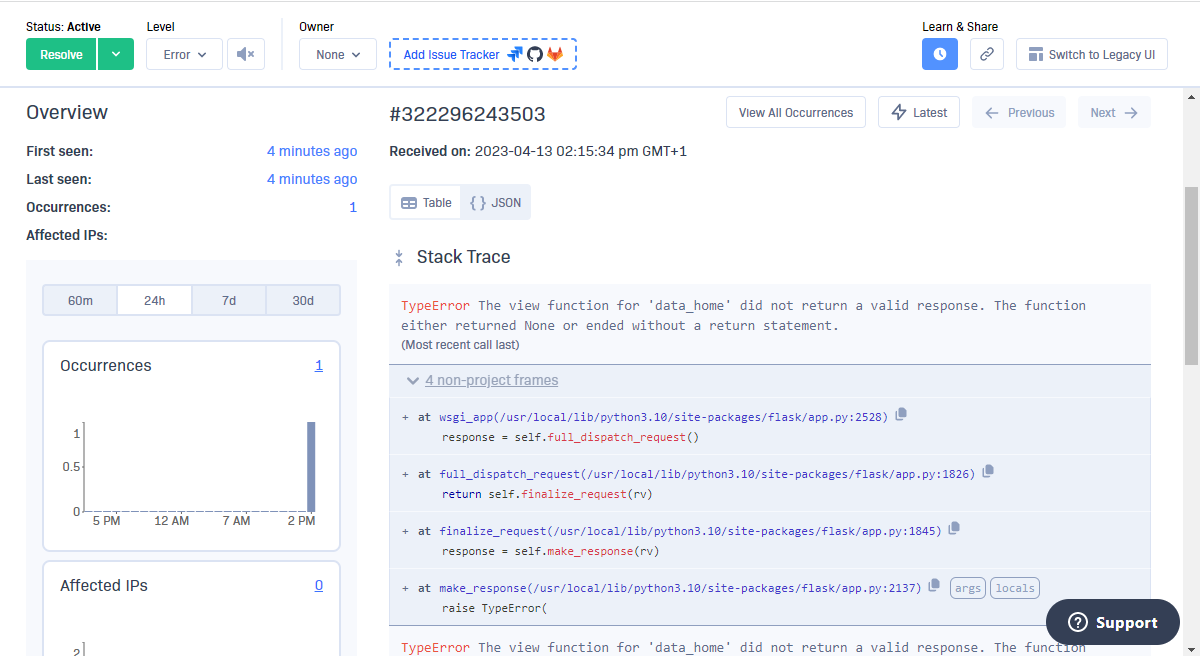 Status: Active
Level
Owner
Learn & Share
Resolve
Error
None
Add Issue Tracker
Switch to Legacy UI
Overview
First seen: 4 minutes ago
Last seen: 4 minutes ago
Occurrences: 1
Affected IPs:
60m 24h 7d 30d
Occurrences 1
1
0.5
0
5 PM 12 AM 7 AM 2 PM
Affected IPs 0
2
#322296243503
View All Occurrences
Latest
Previous
Next
Received on: 2023-04-13 02:15:34 pm GMT+1
Table
{ } JSON
Stack Trace
TypeError The view function for 'data_home' did not return a valid response. The function
either returned None or ended without a return statement.
(Most recent call last)
4 non-project frames
+ at wsgi_app(/usr/local/lib/python3.10/site-packages/flask/app.py:2528)
response = self.full_dispatch_request()
+ at full_dispatch_request(/usr/local/lib/python3.10/site-packages/flask/app.py:1826)
return self.finalize_request(rv)
+ at finalize_request(/usr/local/lib/python3.10/site-packages/flask/app.py:1845)
response = self.make_response(rv)
+ at make_response(/usr/local/lib/python3.10/site-packages/flask/app.py:2137) args locals
raise TypeError(
TypeError The view function for 'data_home' did not return a valid response. The function
Support